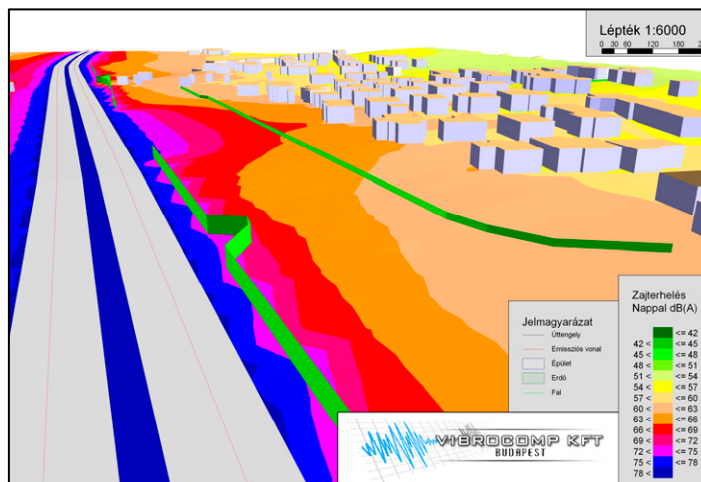 Lépték 1:6000
0 30 60 120 180
Jelmagyarázat
Úttengely
Emissziós vonal
Épület
Erdő
Fal
Zajterhelés
Nappal dB(A)
<= 42
42 < <= 45
45 < <= 48
48 < <= 51
51 < <= 54
54 < <= 57
57 < <= 60
60 < <= 63
63 < <= 66
66 < <= 69
69 < <= 72
72 < <= 75
75 < <= 78
78 <
VIBROCOMP KFT
BUDAPEST